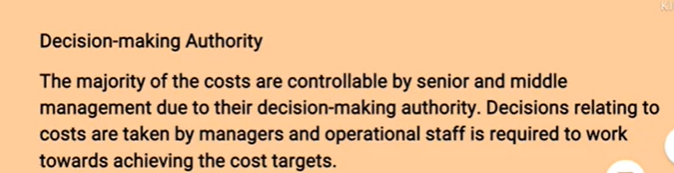 Decision-making Authority
The majority of the costs are controllable by senior and middle
management due to their decision-making authority. Decisions relating to
costs are taken by managers and operational staff is required to work
towards achieving the cost targets.